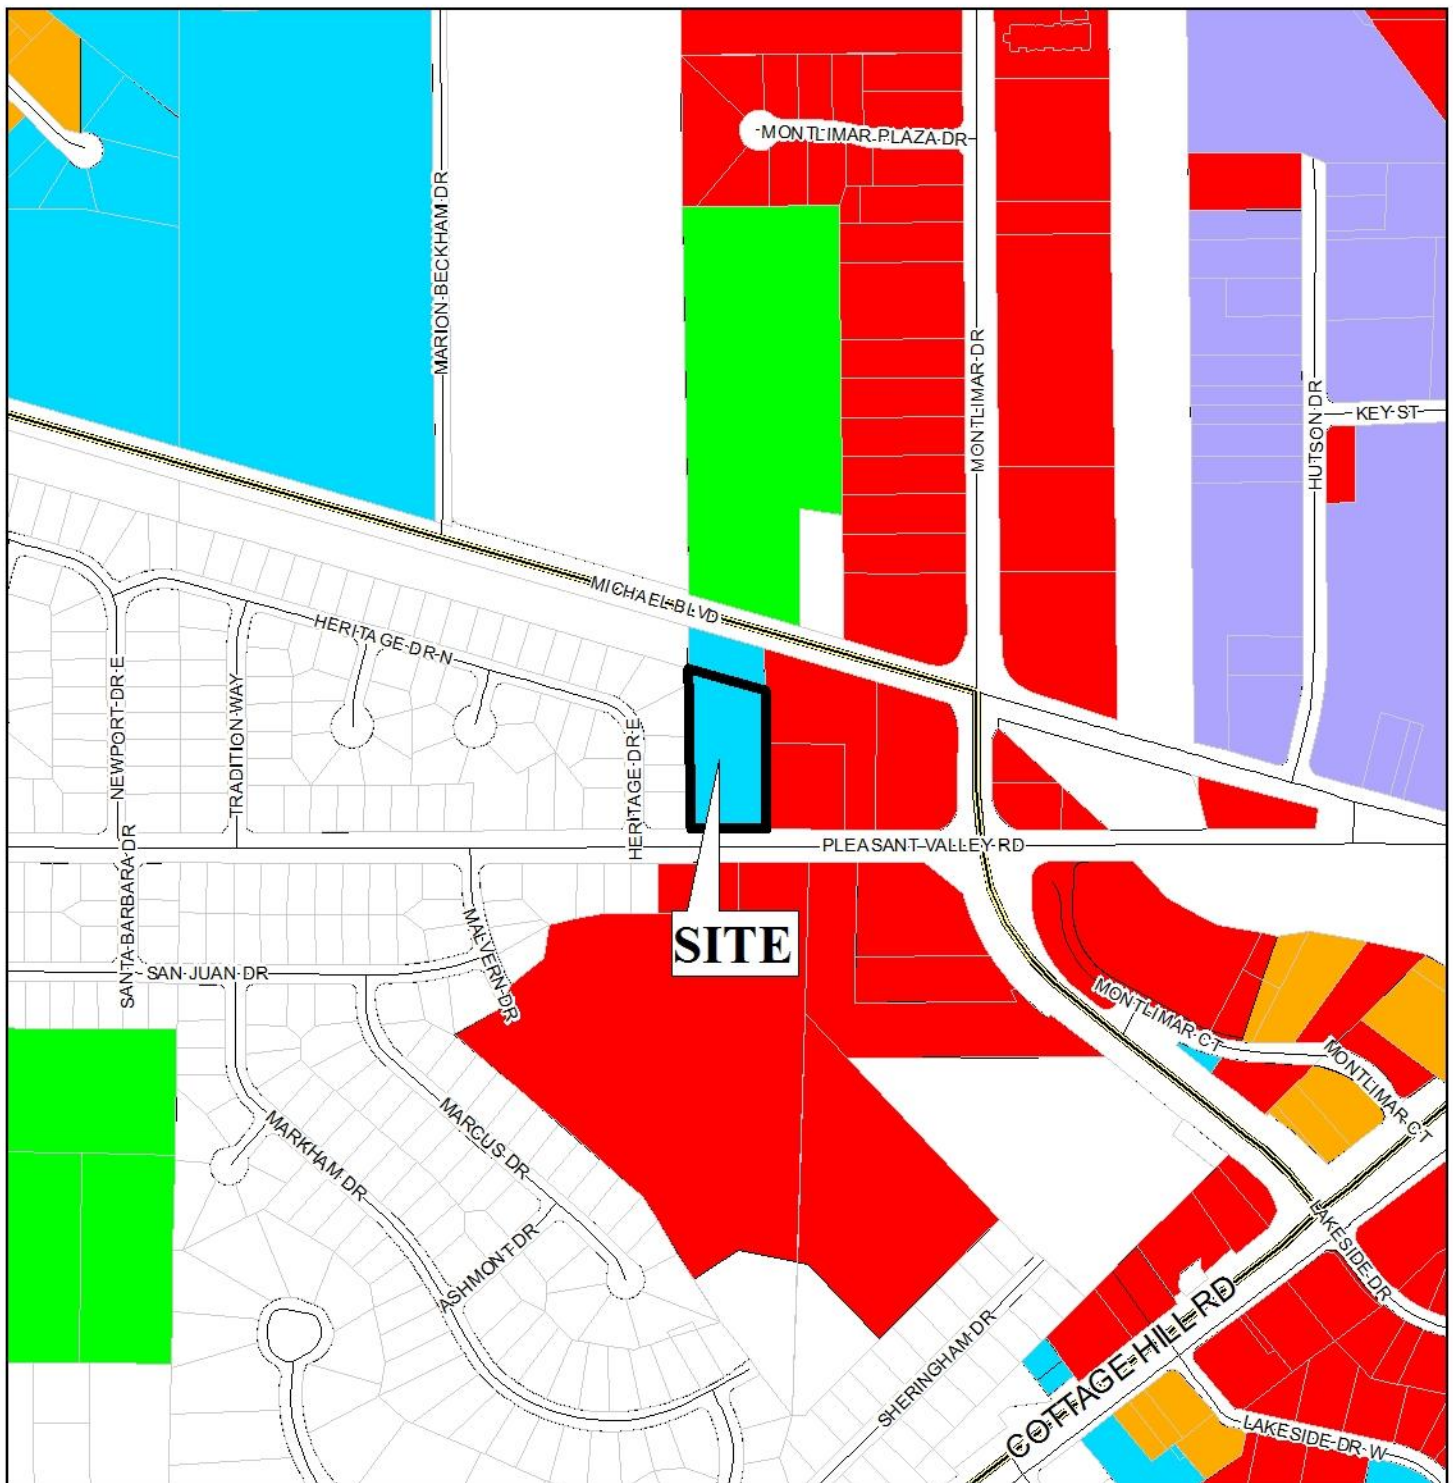 MONTLIMAR PLAZA DR
MARION BECKHAM DR
MONTLIMAR DR
HUTSON DR
KEY ST
MICHAEL BLVD
HERITAGE DR N
NEWPORT DR E
TRADITION WAY
HERITAGE DR E
PLEASANT VALLEY RD
SANTA BARBARA DR
MALVERN DR
SITE
SAN JUAN DR
MONTLIMAR CT
MONTLIMAR CT
MARCUS DR
MARKHAM DR
ASHMONT DR
LAKESIDE DR
SHERINGHAM DR
COTTAGE HILL RD
LAKESIDE DR W